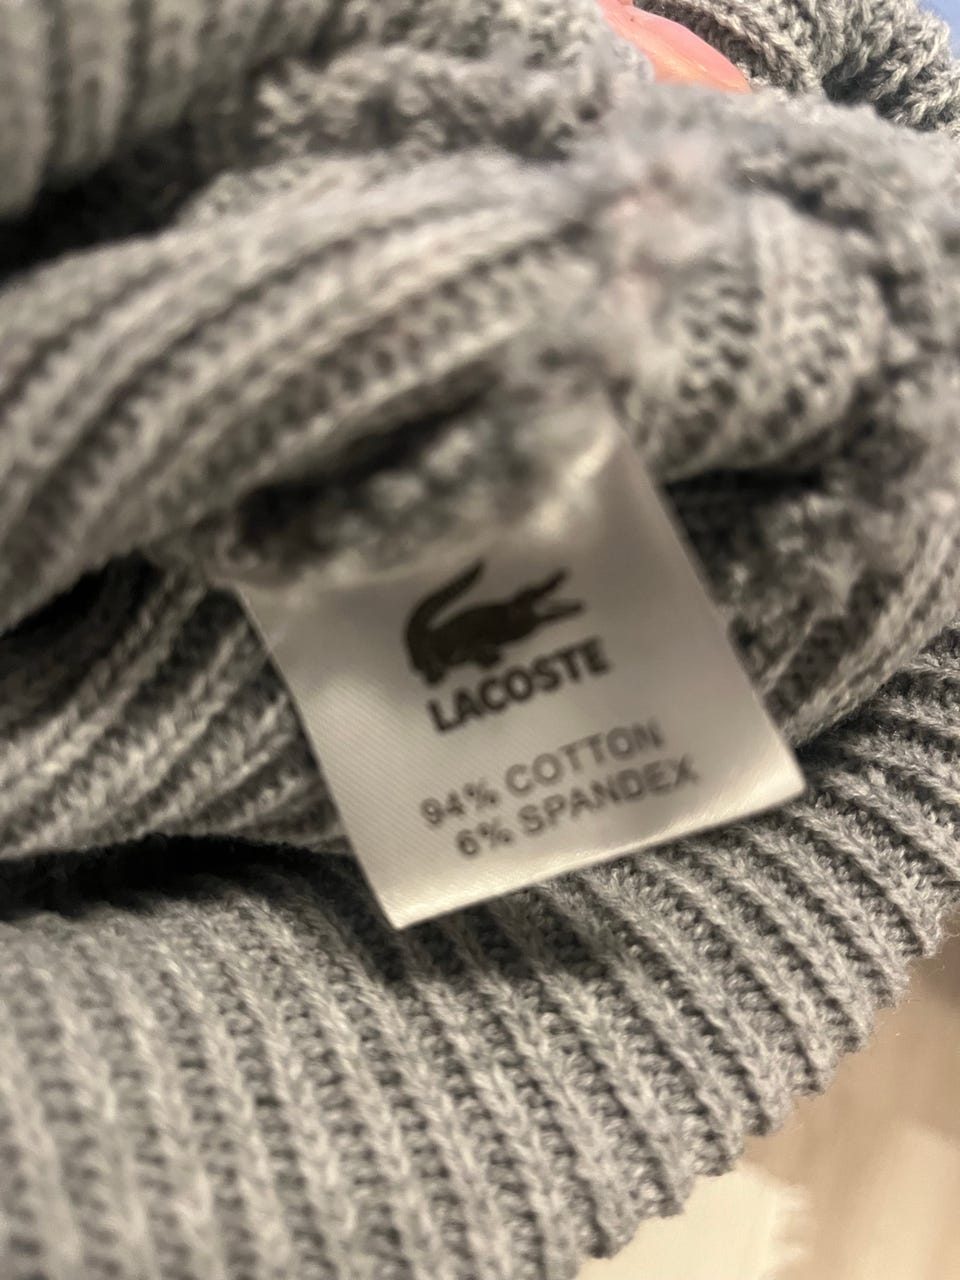 LACOSTE
94% COTTON
6% SPANDEX